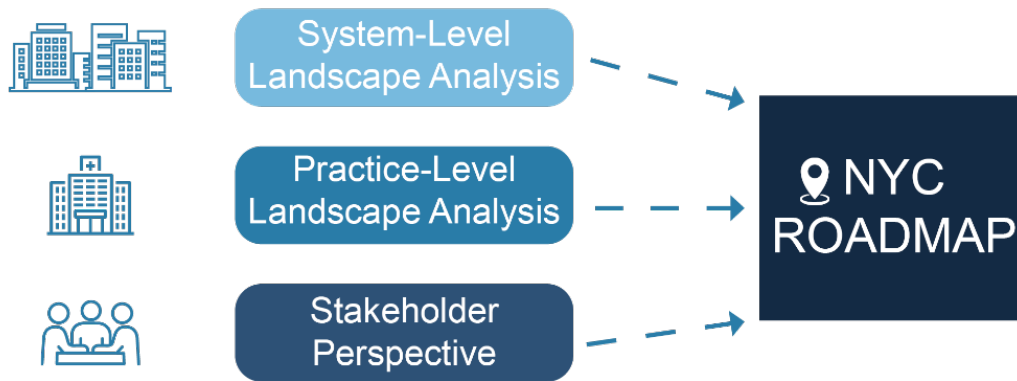 System-Level
Landscape Analysis
Practice-Level
Landscape Analysis
NYC
ROADMAP
Stakeholder
Perspective